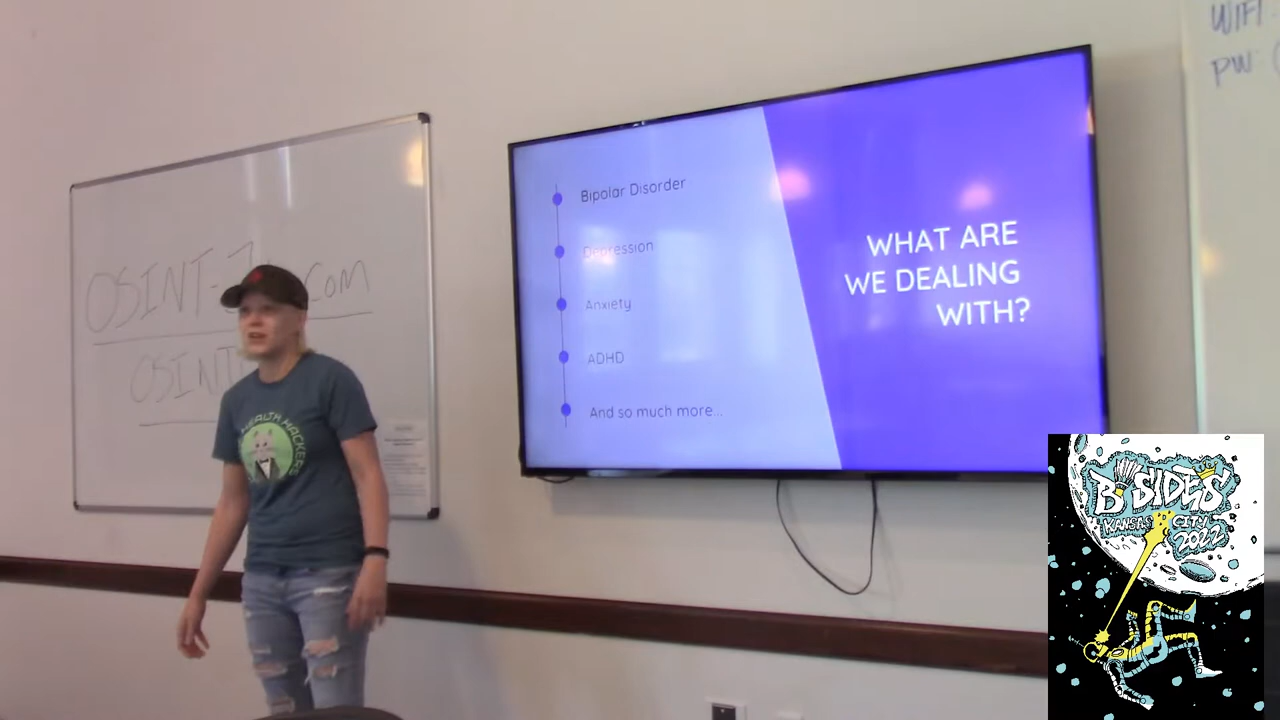 OSINT-
.com
OSINT
HEALTH HACKERS
Bipolar Disorder
Depression
Anxiety
ADHD
And so much more...
WHAT ARE
WE DEALING
WITH?
WIFI:
PW:
B-SIDES
KANSAS CITY
2022